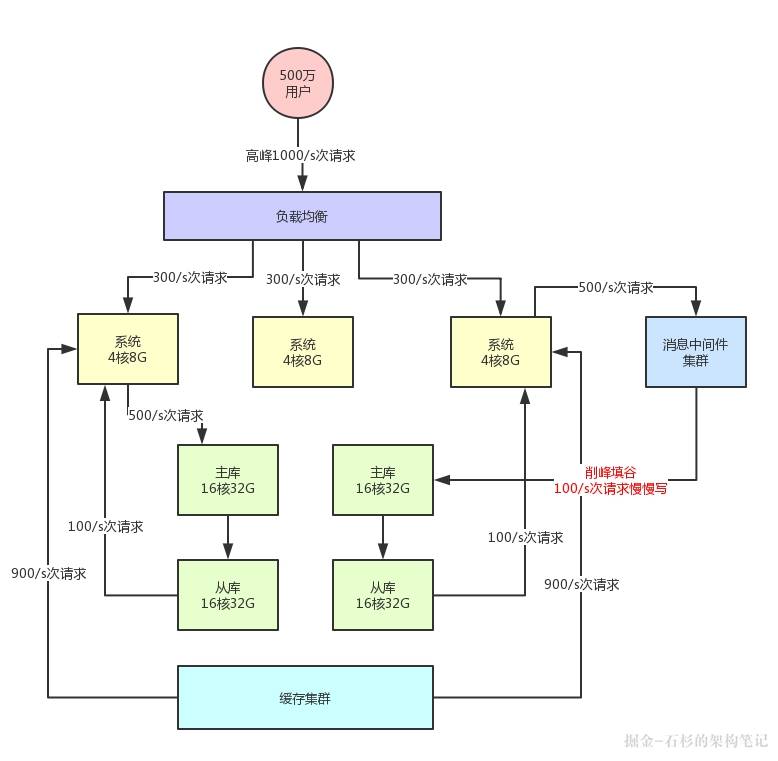 500万
用户
高峰1000/s次请求
负载均衡
300/s次请求
300/s次请求
300/s次请求
500/s次请求
系统
4核8G
系统
4核8G
系统
4核8G
消息中间件
集群
500/s次请求
主库
16核32G
主库
16核32G
削峰填谷
100/s次请求慢慢写
100/s次请求
100/s次请求
900/s次请求
900/s次请求
从库
16核32G
从库
16核32G
缓存集群
掘金-石杉的架构笔记